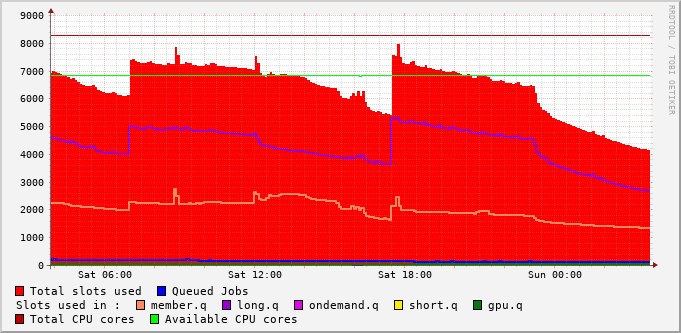 9000
8000
7000
6000
5000
4000
3000
2000
1000
0
Sat 06:00 Sat 12:00 Sat 18:00 Sun 00:00
RRDTOOL / TOBI OETIKER
Total slots used Queued Jobs
Slots used in : member.q long.q ondemand.q short.q gpu.q
Total CPU cores Available CPU cores